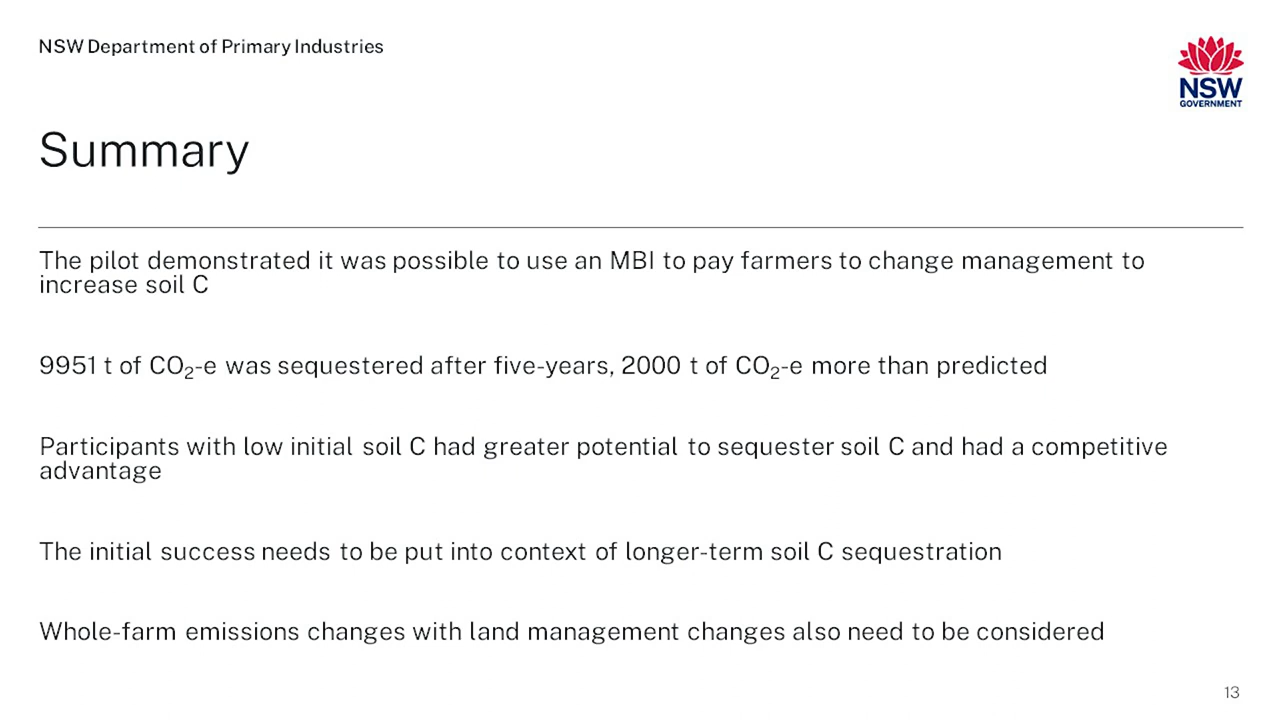 NSW Department of Primary Industries
NSW
GOVERNMENT
Summary
The pilot demonstrated it was possible to use an MBI to pay farmers to change management to
increase soil C
9951 t of CO₂-e was sequestered after five-years, 2000 t of CO₂-e more than predicted
Participants with low initial soil C had greater potential to sequester soil C and had a competitive
advantage
The initial success needs to be put into context of longer-term soil C sequestration
Whole-farm emissions changes with land management changes also need to be considered
13